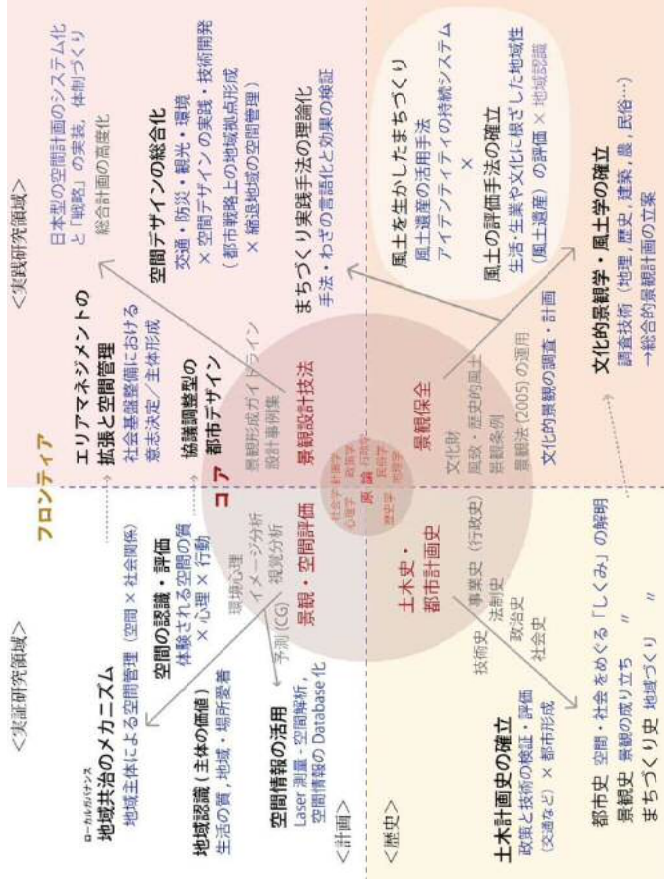 フロンティア
<実証研究領域>
<実践研究領域>
<計画>
<歴史>
コア
原論
社会学
計画学
心理学
政策学
行政学
歴史学
民俗学
地理学
景観・空間評価
環境心理
イメージ分析
視覚分析
予測(CG)
景観設計技法
景観形成ガイドライン
設計事例集
土木史・
都市計画史
技術史
事業史(行政史)
法制史
政治史
社会史
景観保全
文化財
風致・歴史的風土
景観条例
景観法(2005)の運用
文化的景観の調査・計画
ローカルガバナンス
地域共治のメカニズム
地域主体による空間管理(空間×社会関係)
空間の認識・評価
体験される空間の質
×心理×行動
地域認識(主体の価値)
生活の質,地域・場所愛着
空間情報の活用
Laser測量・空間解析,
空間情報のDatabase化
エリアマネジメントの
拡張と空間管理
社会基盤整備における
意志決定/主体形成
協議調整型の
都市デザイン
日本型の空間計画のシステム化
と「戦略」の実装,体制づくり
総合計画の高度化
空間デザインの総合化
交通・防災・観光・環境
×空間デザインの実践・技術開発
(都市戦略上の地域拠点形成
×縮退地域の空間管理)
まちづくり実践手法の理論化
手法・わざの言語化と効果の検証
土木計画史の確立
政策と技術の検証・評価
(交通など)×都市形成
都市史 空間・社会をめぐる「しくみ」の解明
景観史 景観の成り立ち 〃
まちづくり史 地域づくり 〃
風土を生かしたまちづくり
風土遺産の活用手法
アイデンティティの持続システム
×
風土の評価手法の確立
生活・生業や文化に根ざした地域性
(風土遺産)の評価×地域認識
文化的景観学・風土学の確立
調査技術(地理,歴史,建築,農,民俗…)
→総合的景観計画の立案